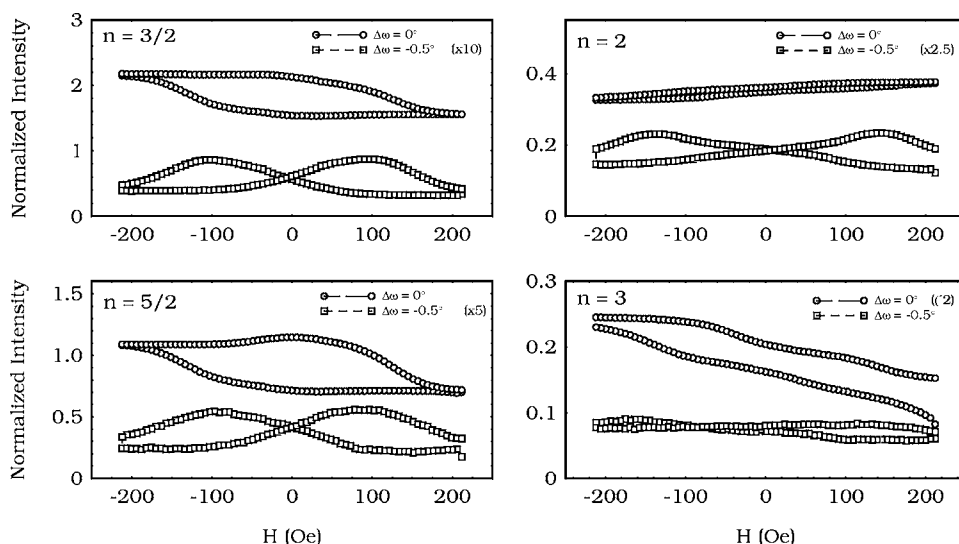 n = 3/2
Δω = 0°
Δω = -0.5° (x10)
Normalized Intensity
3
2
1
0
-200 -100 0 100 200
n = 2
Δω = 0°
Δω = -0.5° (x2.5)
0.4
0.2
0
-200 -100 0 100 200
n = 5/2
Δω = 0°
Δω = -0.5° (x5)
Normalized Intensity
1.5
1.0
0.5
0
-200 -100 0 100 200
H (Oe)
n = 3
Δω = 0°
Δω = -0.5°
0.3
0.2
0.1
0
-200 -100 0 100 200
H (Oe)